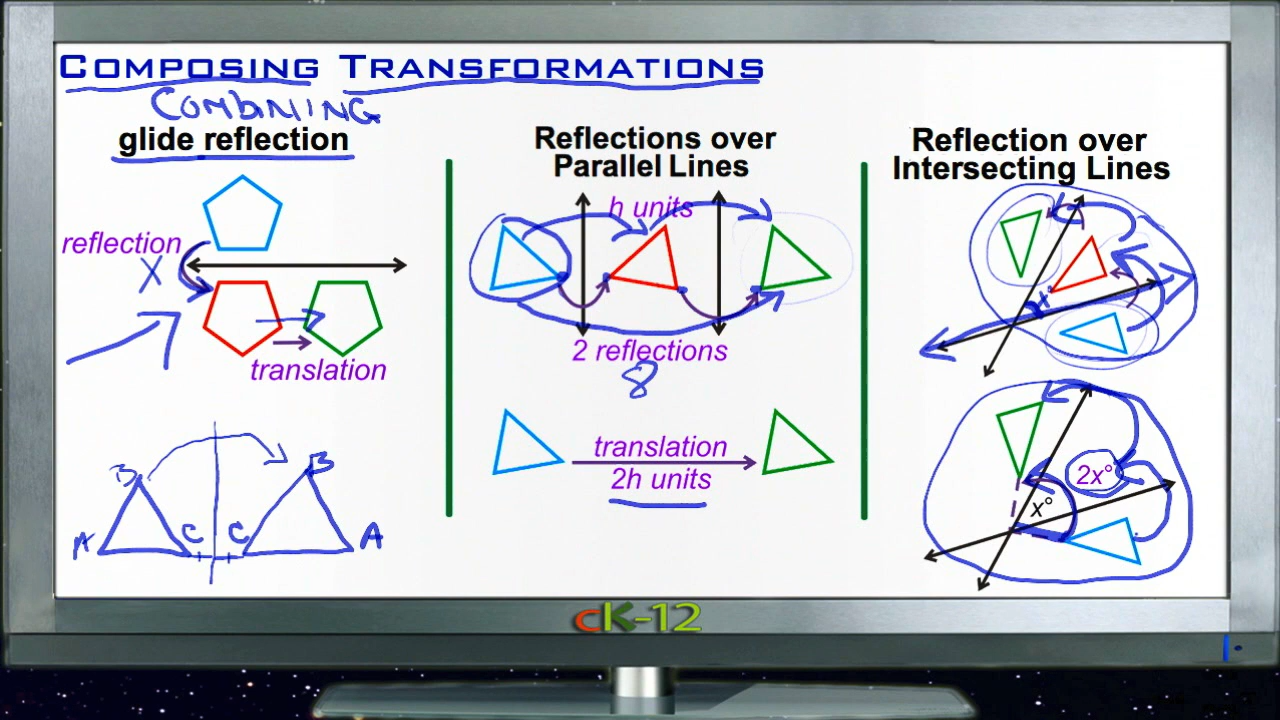 COMPOSING TRANSFORMATIONS
COMBINING
glide reflection
reflection
X
translation
B
B
A
C
C
A
Reflections over
Parallel Lines
h units
2 reflections
8
translation
2h units
Reflection over
Intersecting Lines
x°
2x°
x°
cK-12